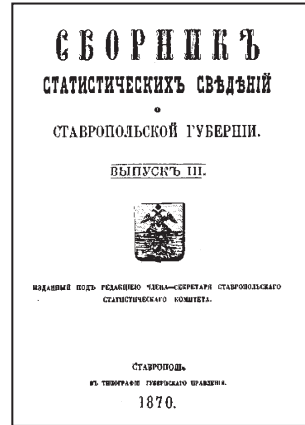 СБОРНИКЪ
СТАТИСТИЧЕСКИХЪ СВѢДѢНІЙ
о
СТАВРОПОЛЬСКОЙ ГУБЕРНІИ.
ВЫПУСКЪ III.
ИЗДАННЫЙ ПОДЪ РЕДАКЦІЕЮ ЧЛЕНА—СЕКРЕТАРЯ СТАВРОПОЛЬСКАГО
СТАТИСТИЧЕСКАГО КОМИТЕТА.
СТАВРОПОЛЬ.
ВЪ ТИПОГРАФІИ ГУБЕРНСКАГО ПРАВЛЕНІЯ.
1870.